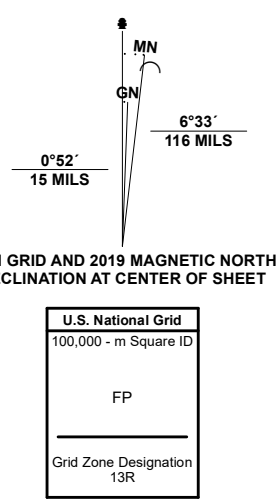 MN
GN
6°33´
116 MILS
0°52´
15 MILS
GRID AND 2019 MAGNETIC NORTH
CLINATION AT CENTER OF SHEET
U.S. National Grid
100,000 - m Square ID
FP
Grid Zone Designation
13R